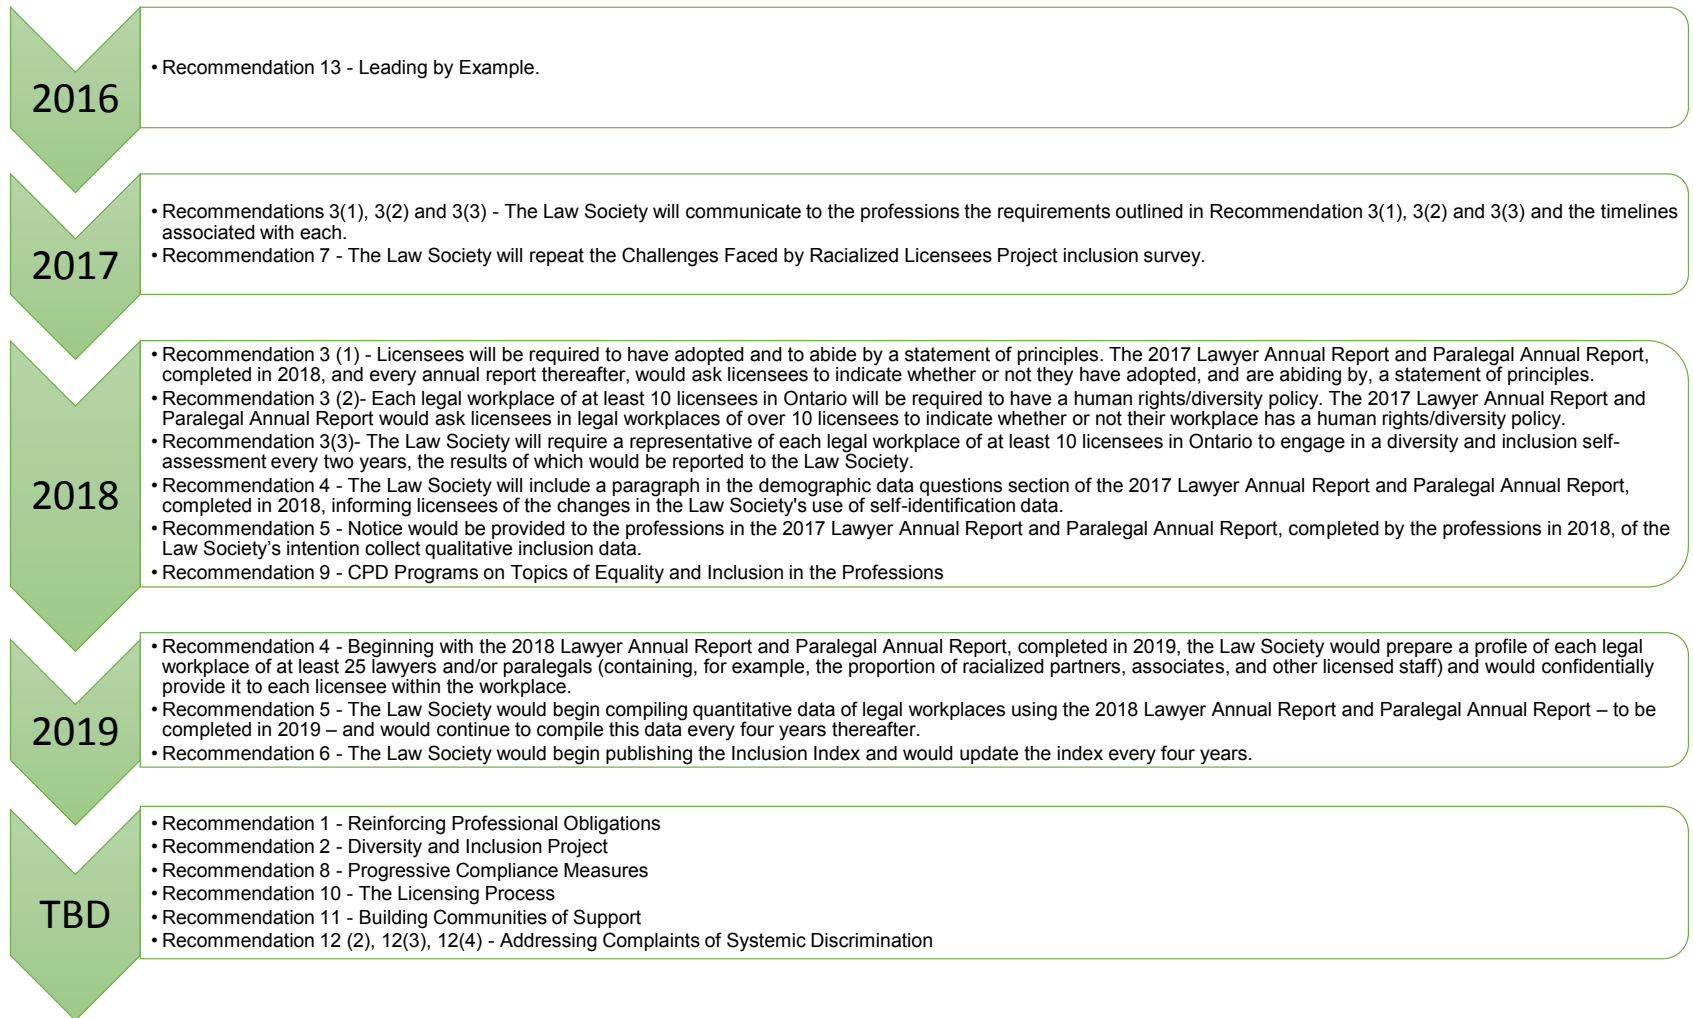 2016
• Recommendation 13 - Leading by Example.
2017
• Recommendations 3(1), 3(2) and 3(3) - The Law Society will communicate to the professions the requirements outlined in Recommendation 3(1), 3(2) and 3(3) and the timelines
associated with each.
• Recommendation 7 - The Law Society will repeat the Challenges Faced by Racialized Licensees Project inclusion survey.
2018
• Recommendation 3 (1) - Licensees will be required to have adopted and to abide by a statement of principles. The 2017 Lawyer Annual Report and Paralegal Annual Report,
completed in 2018, and every annual report thereafter, would ask licensees to indicate whether or not they have adopted, and are abiding by, a statement of principles.
• Recommendation 3 (2)- Each legal workplace of at least 10 licensees in Ontario will be required to have a human rights/diversity policy. The 2017 Lawyer Annual Report and
Paralegal Annual Report would ask licensees in legal workplaces of over 10 licensees to indicate whether or not their workplace has a human rights/diversity policy.
• Recommendation 3(3)- The Law Society will require a representative of each legal workplace of at least 10 licensees in Ontario to engage in a diversity and inclusion self-
assessment every two years, the results of which would be reported to the Law Society.
• Recommendation 4 - The Law Society will include a paragraph in the demographic data questions section of the 2017 Lawyer Annual Report and Paralegal Annual Report,
completed in 2018, informing licensees of the changes in the Law Society's use of self-identification data.
• Recommendation 5 - Notice would be provided to the professions in the 2017 Lawyer Annual Report and Paralegal Annual Report, completed by the professions in 2018, of the
Law Society’s intention collect qualitative inclusion data.
• Recommendation 9 - CPD Programs on Topics of Equality and Inclusion in the Professions
2019
• Recommendation 4 - Beginning with the 2018 Lawyer Annual Report and Paralegal Annual Report, completed in 2019, the Law Society would prepare a profile of each legal
workplace of at least 25 lawyers and/or paralegals (containing, for example, the proportion of racialized partners, associates, and other licensed staff) and would confidentially
provide it to each licensee within the workplace.
• Recommendation 5 - The Law Society would begin compiling quantitative data of legal workplaces using the 2018 Lawyer Annual Report and Paralegal Annual Report – to be
completed in 2019 – and would continue to compile this data every four years thereafter.
• Recommendation 6 - The Law Society would begin publishing the Inclusion Index and would update the index every four years.
TBD
• Recommendation 1 - Reinforcing Professional Obligations
• Recommendation 2 - Diversity and Inclusion Project
• Recommendation 8 - Progressive Compliance Measures
• Recommendation 10 - The Licensing Process
• Recommendation 11 - Building Communities of Support
• Recommendation 12 (2), 12(3), 12(4) - Addressing Complaints of Systemic Discrimination